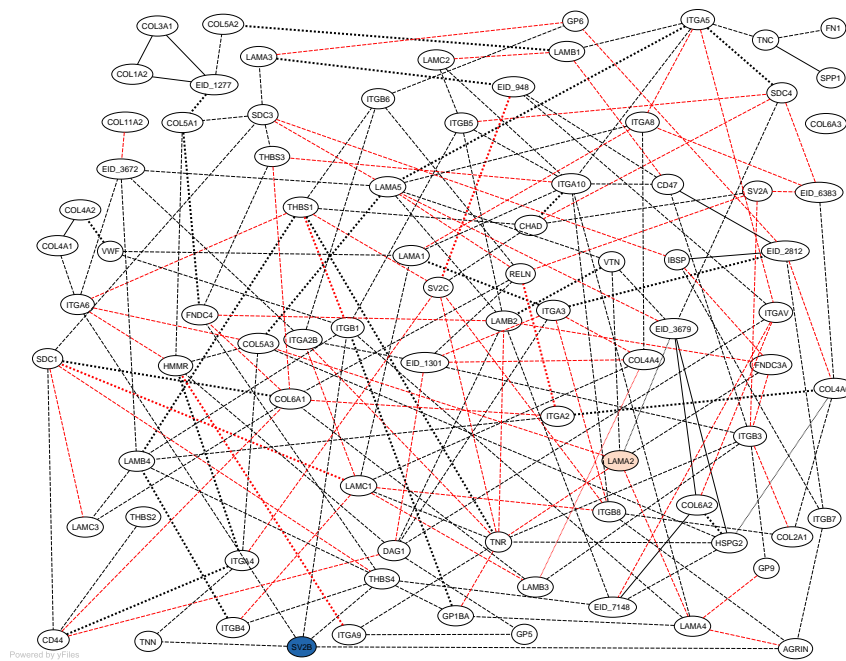 COL3A1
COL5A2
GP6
ITGA5
FN1
TNC
LAMA3
LAMC2
LAMB1
COL1A2
EID_1277
EID_948
SPP1
ITGB6
SDC4
COL11A2
COL5A1
SDC3
ITGB5
ITGA8
COL6A3
THBS3
EID_3672
LAMA5
ITGA10
CD47
SV2A
EID_6383
COL4A2
THBS1
CHAD
COL4A1
VWF
LAMA1
VTN
IBSP
EID_2812
RELN
SV2C
ITGA6
FNDC4
ITGB1
LAMB2
ITGA3
EID_3679
ITGAV
COL5A3
ITGA2B
SDC1
HMMR
EID_1301
COL4A4
FNDC3A
COL6A1
COL4A6
ITGA2
ITGB3
LAMB4
LAMA2
LAMC1
COL6A2
LAMC3
THBS2
ITGB8
ITGB7
TNR
HSPG2
COL2A1
ITGA4
DAG1
GP9
THBS4
LAMB3
EID_7148
CD44
TNN
ITGB4
SV2B
ITGA9
GP1BA
GP5
LAMA4
AGRIN
Powered by yFiles